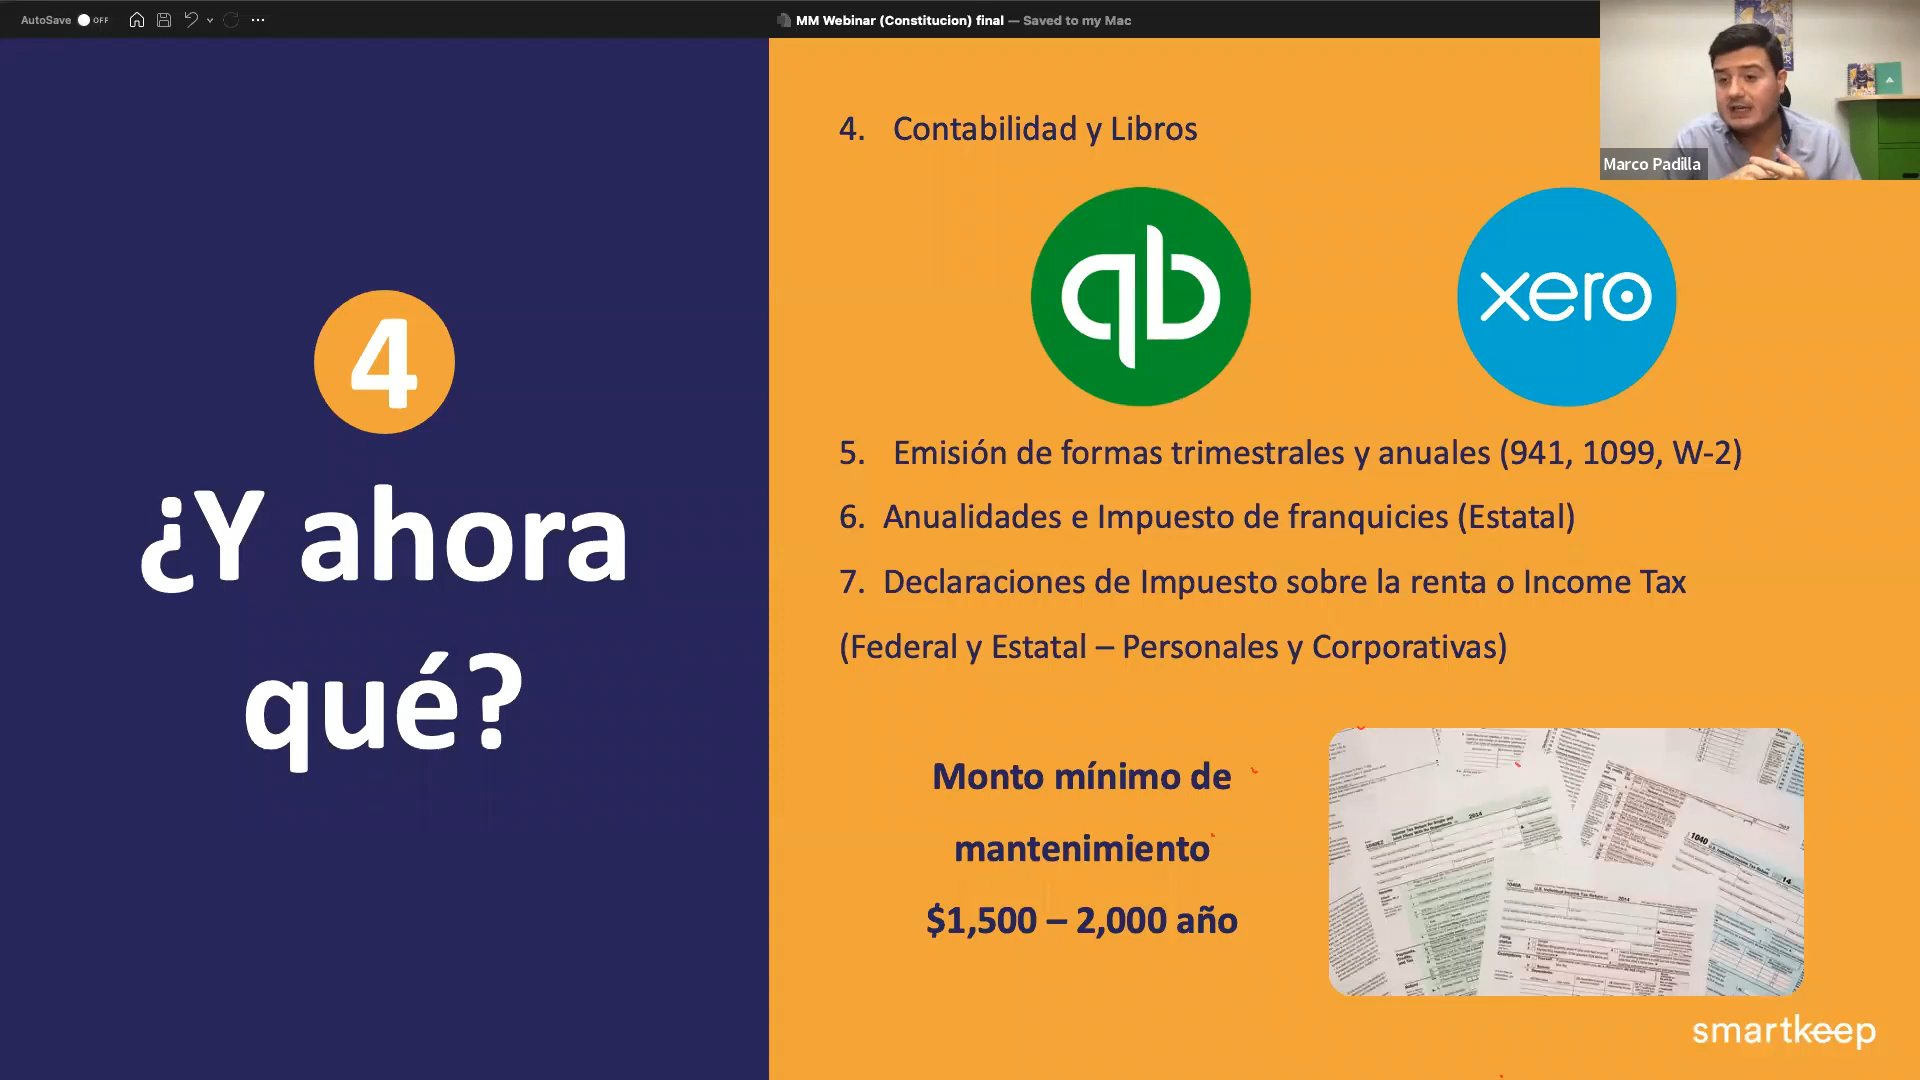 AutoSave OFF
MM Webinar (Constitucion) final — Saved to my Mac
Marco Padilla
4
¿Y ahora
qué?
4. Contabilidad y Libros
qb
xero
5. Emisión de formas trimestrales y anuales (941, 1099, W-2)
6. Anualidades e Impuesto de franquicies (Estatal)
7. Declaraciones de Impuesto sobre la renta o Income Tax
(Federal y Estatal – Personales y Corporativas)
Monto mínimo de
mantenimiento
$1,500 – 2,000 año
2014
1040
2014
smartkeep